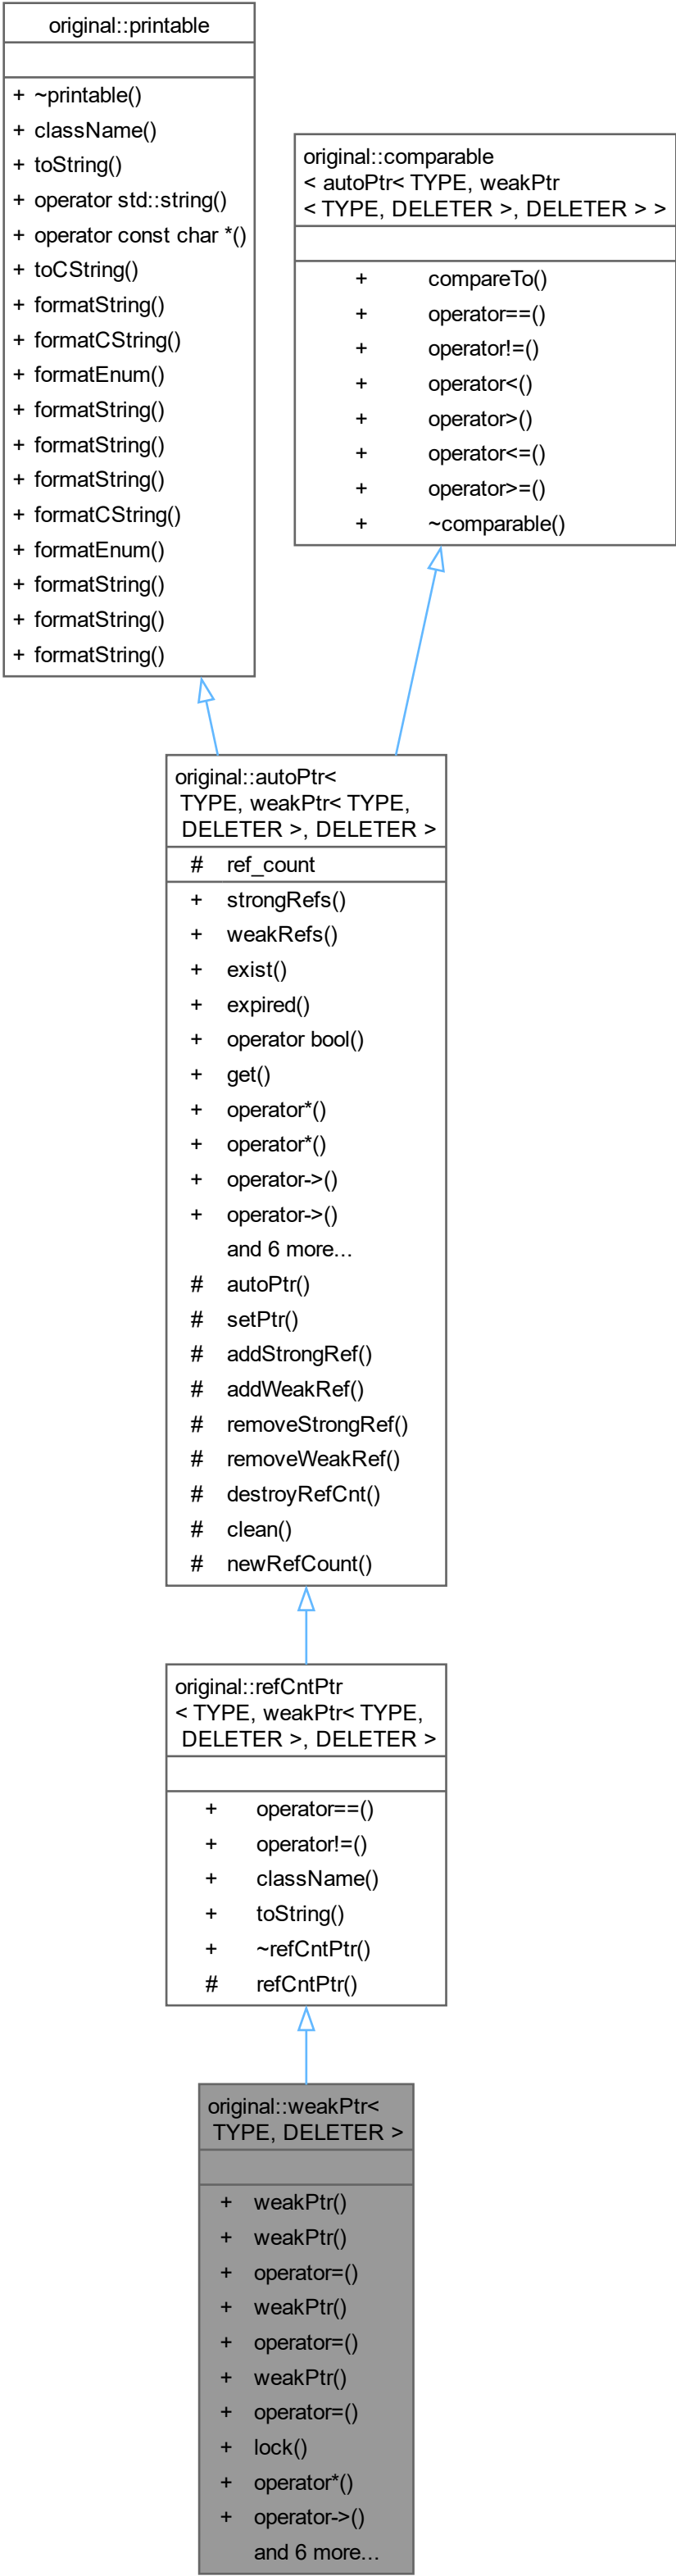 original::printable
+ ~printable()
+ className()
+ toString()
+ operator std::string()
+ operator const char *()
+ toCString()
+ formatString()
+ formatCString()
+ formatEnum()
+ formatString()
+ formatString()
+ formatString()
+ formatCString()
+ formatEnum()
+ formatString()
+ formatString()
+ formatString()
original::comparable
< autoPtr< TYPE, weakPtr
< TYPE, DELETER >, DELETER > >
+ compareTo()
+ operator==()
+ operator!=()
+ operator<()
+ operator>()
+ operator<=()
+ operator>=()
+ ~comparable()
original::autoPtr<
TYPE, weakPtr< TYPE,
DELETER >, DELETER >
# ref_count
+ strongRefs()
+ weakRefs()
+ exist()
+ expired()
+ operator bool()
+ get()
+ operator*()
+ operator*()
+ operator->()
+ operator->()
and 6 more...
# autoPtr()
# setPtr()
# addStrongRef()
# addWeakRef()
# removeStrongRef()
# removeWeakRef()
# destroyRefCnt()
# clean()
# newRefCount()
original::refCntPtr
< TYPE, weakPtr< TYPE,
DELETER >, DELETER >
+ operator==()
+ operator!=()
+ className()
+ toString()
+ ~refCntPtr()
# refCntPtr()
original::weakPtr<
TYPE, DELETER >
+ weakPtr()
+ weakPtr()
+ operator=()
+ weakPtr()
+ operator=()
+ weakPtr()
+ operator=()
+ lock()
+ operator*()
+ operator->()
and 6 more...